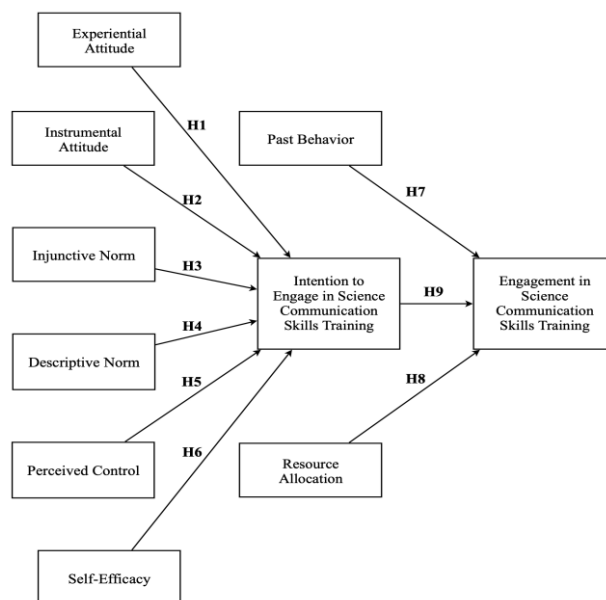 Experiential
Attitude
H1
Instrumental
Attitude
Past Behavior
H2
H7
Injunctive Norm
H3
Intention to
Engage in Science
Communication
Skills Training
H9
Engagement in
Science
Communication
Skills Training
H4
Descriptive Norm
H5
H8
Perceived Control
H6
Resource
Allocation
Self-Efficacy